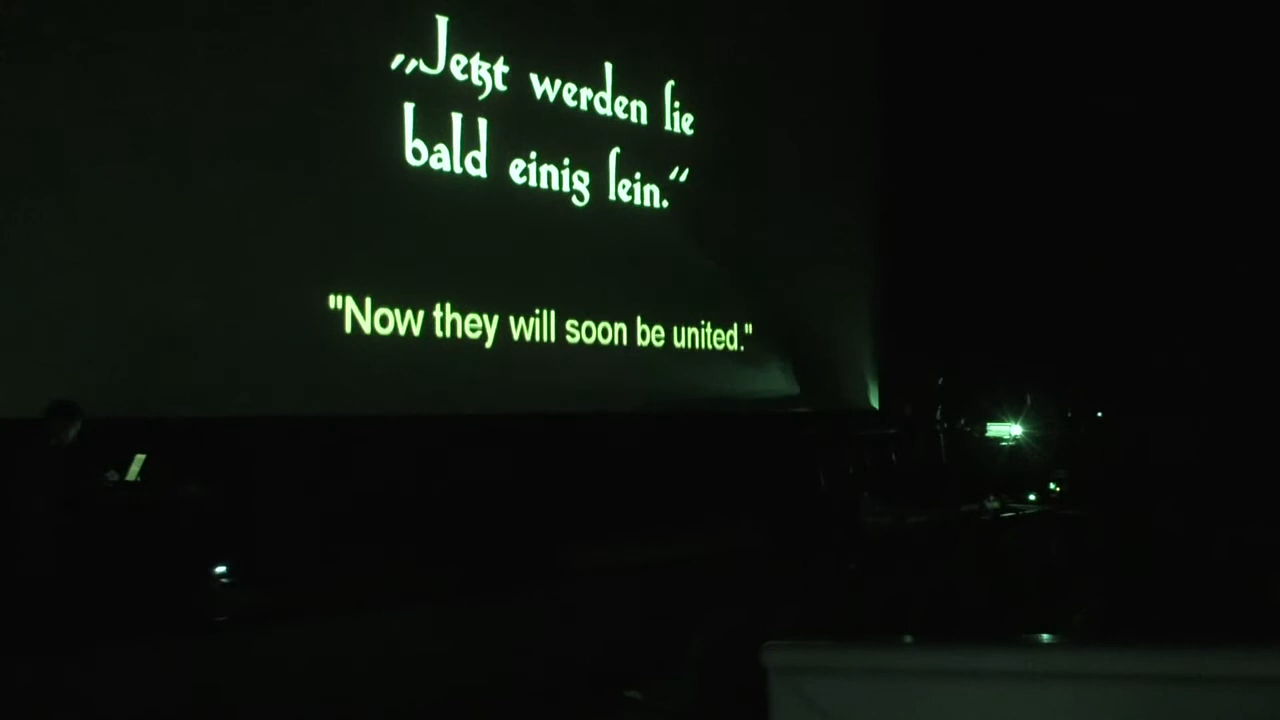 „Jetzt werden sie
bald einig sein.“
"Now they will soon be united."